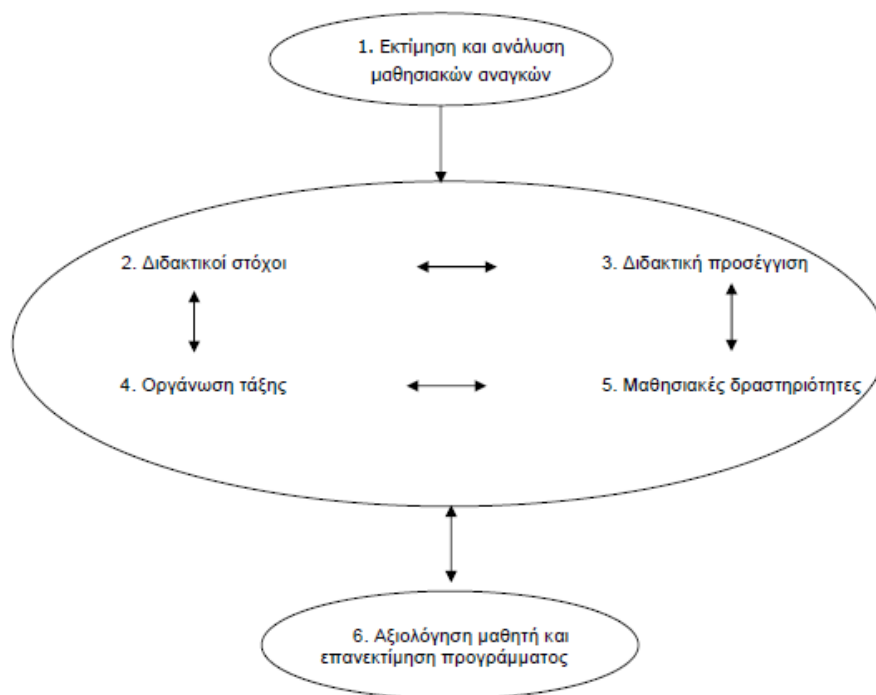 1. Εκτίμηση και ανάλυση
μαθησιακών αναγκών
2. Διδακτικοί στόχοι
3. Διδακτική προσέγγιση
4. Οργάνωση τάξης
5. Μαθησιακές δραστηριότητες
6. Αξιολόγηση μαθητή και
επανεκτίμηση προγράμματος